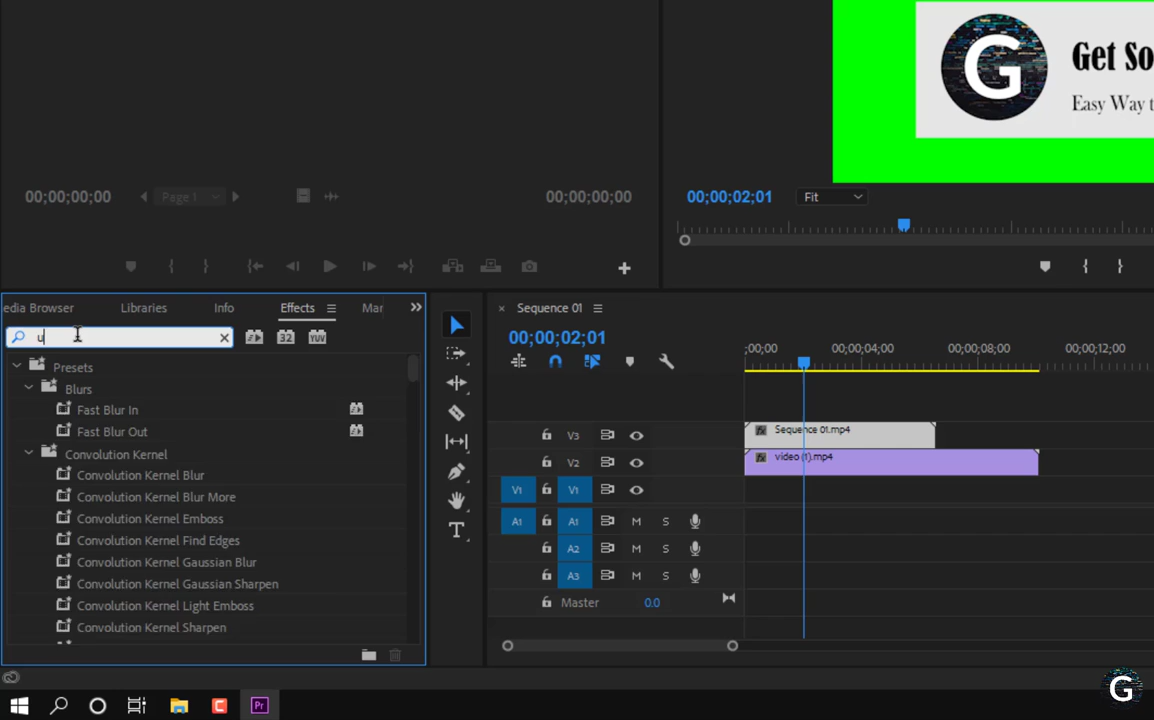 G
Get So
Easy Way t
00;00;00;00
Page 1
00;00;00;00
00;00;02;01
Fit
edia Browser
Libraries
Info
Effects
Mar
u
32
YUV
Presets
Blurs
Fast Blur In
Fast Blur Out
Convolution Kernel
Convolution Kernel Blur
Convolution Kernel Blur More
Convolution Kernel Emboss
Convolution Kernel Find Edges
Convolution Kernel Gaussian Blur
Convolution Kernel Gaussian Sharpen
Convolution Kernel Light Emboss
Convolution Kernel Sharpen
T
Sequence 01
00;00;02;01
;00;00
00;00;04;00
00;00;08;00
00;00;12;00
V3
fx Sequence 01.mp4
V2
fx video (1).mp4
V1 V1
A1 A1 M S
A2 M S
A3 M S
Master 0.0
Pr
G